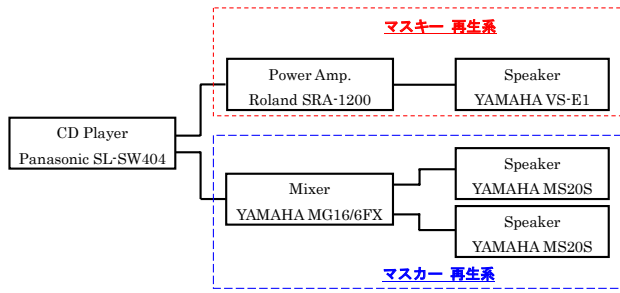 マスキー 再生系
Power Amp.
Roland SRA-1200
Speaker
YAMAHA VS-E1
CD Player
Panasonic SL-SW404
Mixer
YAMAHA MG16/6FX
Speaker
YAMAHA MS20S
Speaker
YAMAHA MS20S
マスカー 再生系